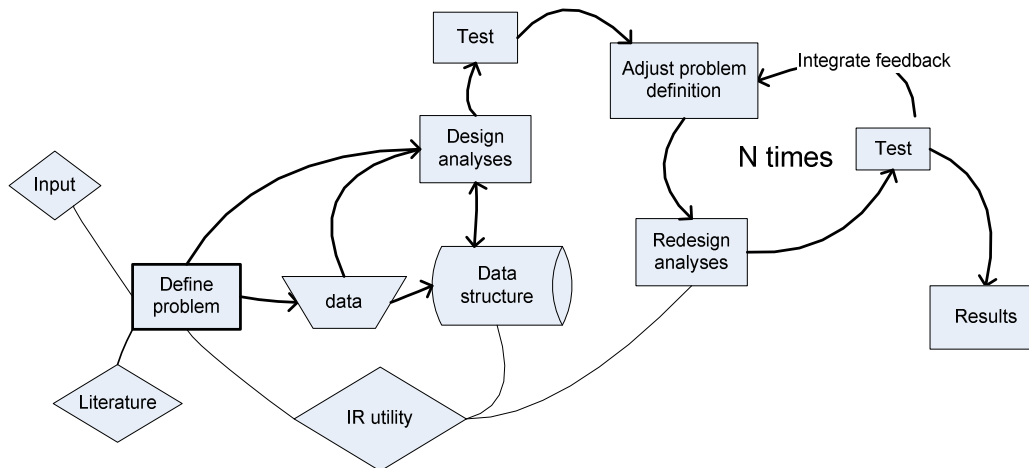 Test
Adjust problem
definition
Integrate feedback
Design
analyses
N times
Test
Input
Redesign
analyses
Define
problem
data
Data
structure
Results
Literature
IR utility